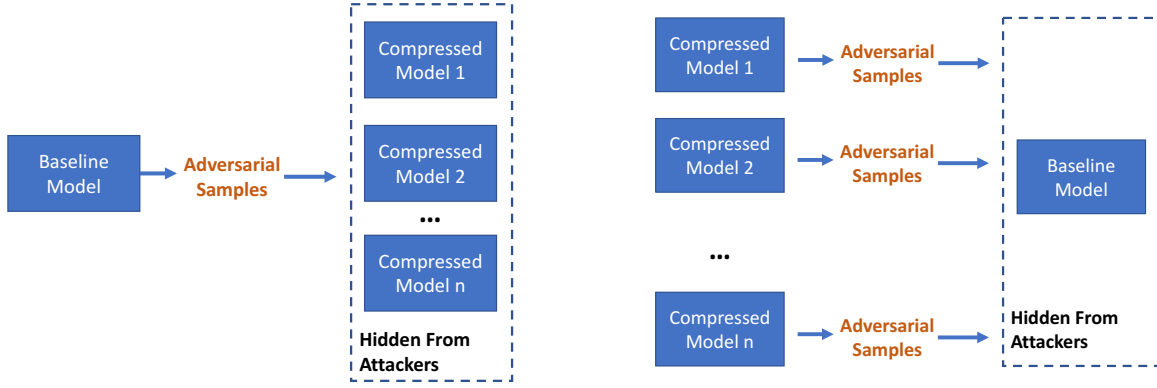 Baseline
Model
Adversarial
Samples
Compressed
Model 1
Compressed
Model 2
...
Compressed
Model n
Hidden From
Attackers
Compressed
Model 1
Adversarial
Samples
Compressed
Model 2
Adversarial
Samples
...
Compressed
Model n
Adversarial
Samples
Baseline
Model
Hidden From
Attackers